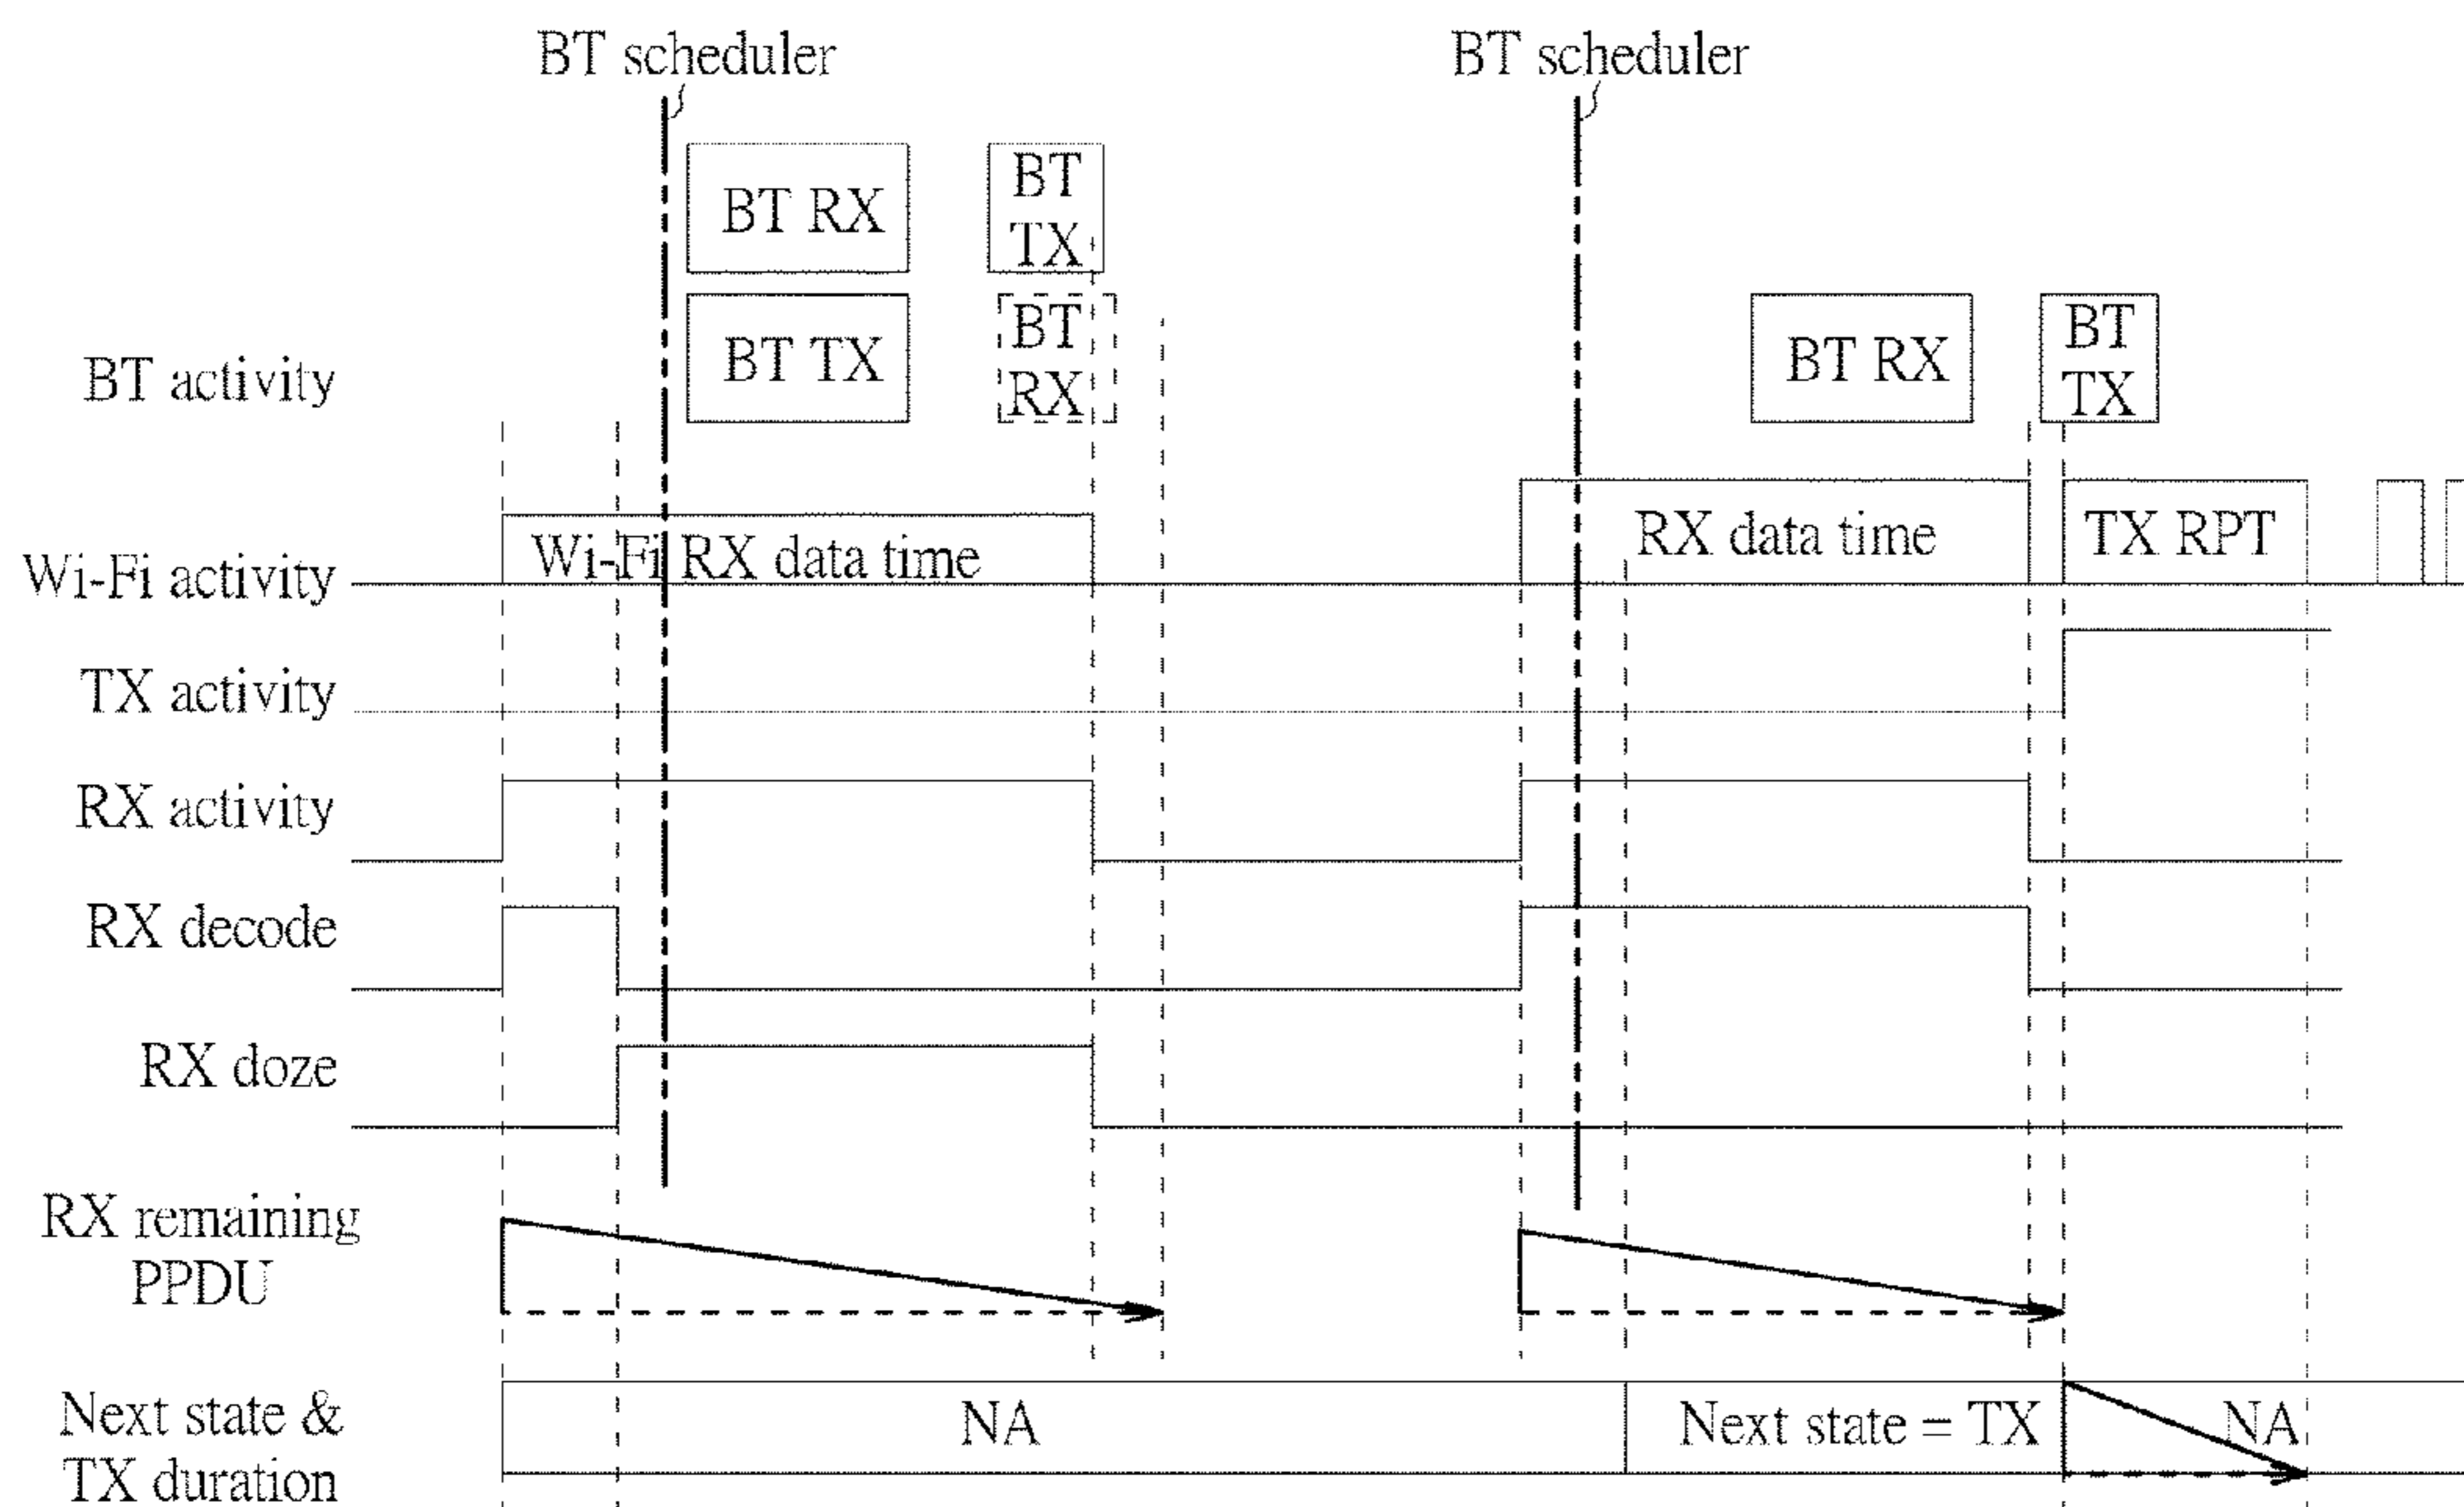 BT scheduler
BT scheduler
BT RX
BT
TX
BT activity
BT TX
BT
RX
BT RX
BT
TX
Wi-Fi activity
Wi-Fi RX data time
RX data time
TX RPT
TX activity
RX activity
RX decode
RX doze
RX remaining
PPDU
Next state &
TX duration
NA
Next state = TX
NA